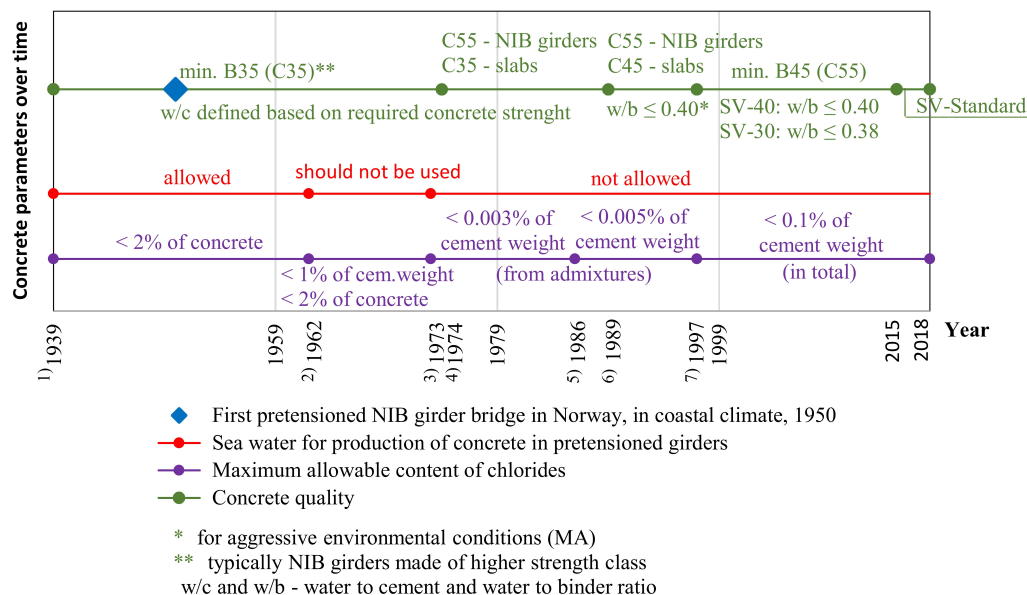 Concrete parameters over time
C55 - NIB girders
C35 - slabs
C55 - NIB girders
C45 - slabs
min. B35 (C35)**
min. B45 (C55)
w/c defined based on required concrete strenght
w/b ≤ 0.40*
SV-40: w/b ≤ 0.40
SV-30: w/b ≤ 0.38
SV-Standard
allowed
should not be used
not allowed
< 2% of concrete
< 1% of cem.weight
< 2% of concrete
< 0.003% of
cement weight
< 0.005% of
cement weight
(from admixtures)
< 0.1% of
cement weight
(in total)
1) 1939
1959
2) 1962
3) 1973
4) 1974
1979
5) 1986
6) 1989
7) 1997
1999
2015
2018
Year
First pretensioned NIB girder bridge in Norway, in coastal climate, 1950
Sea water for production of concrete in pretensioned girders
Maximum allowable content of chlorides
Concrete quality
* for aggressive environmental conditions (MA)
** typically NIB girders made of higher strength class
w/c and w/b - water to cement and water to binder ratio